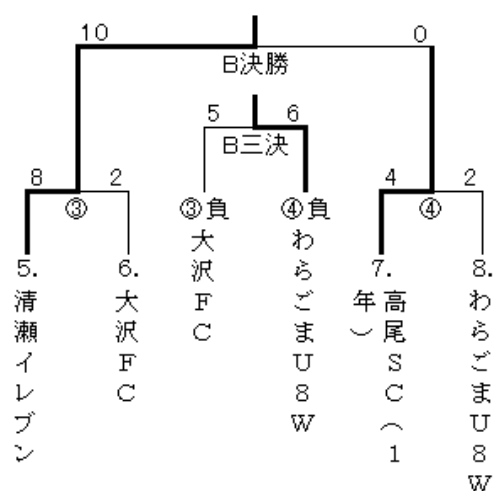 10 0
B決勝
5 6
B三決
8 2 4 2
③ ③負 ④負 ④
大沢FC
わらごまU8W
5. 6. 7. 8.
清瀬イレブン
大沢FC
高尾SC(1年)
わらごまU8W